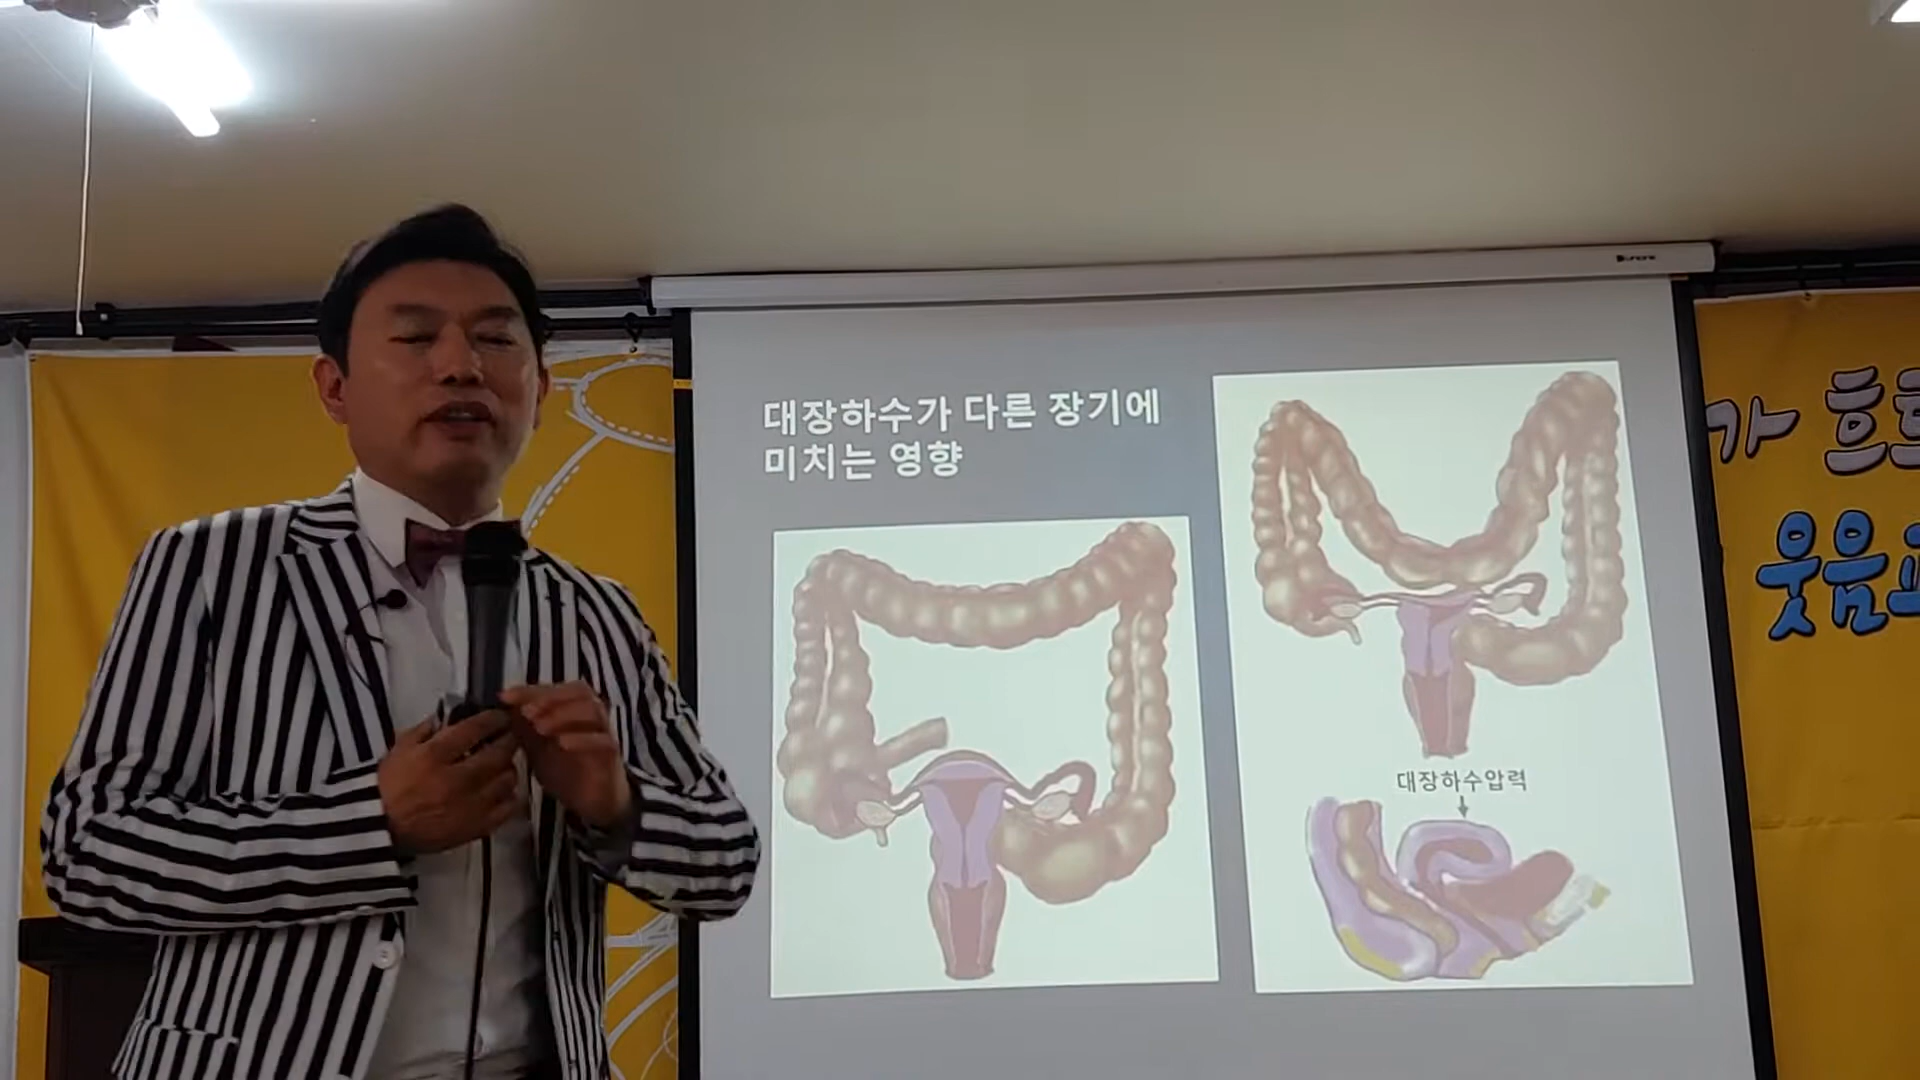 대장하수가 다른 장기에
미치는 영향
대장하수압력
가
웃음